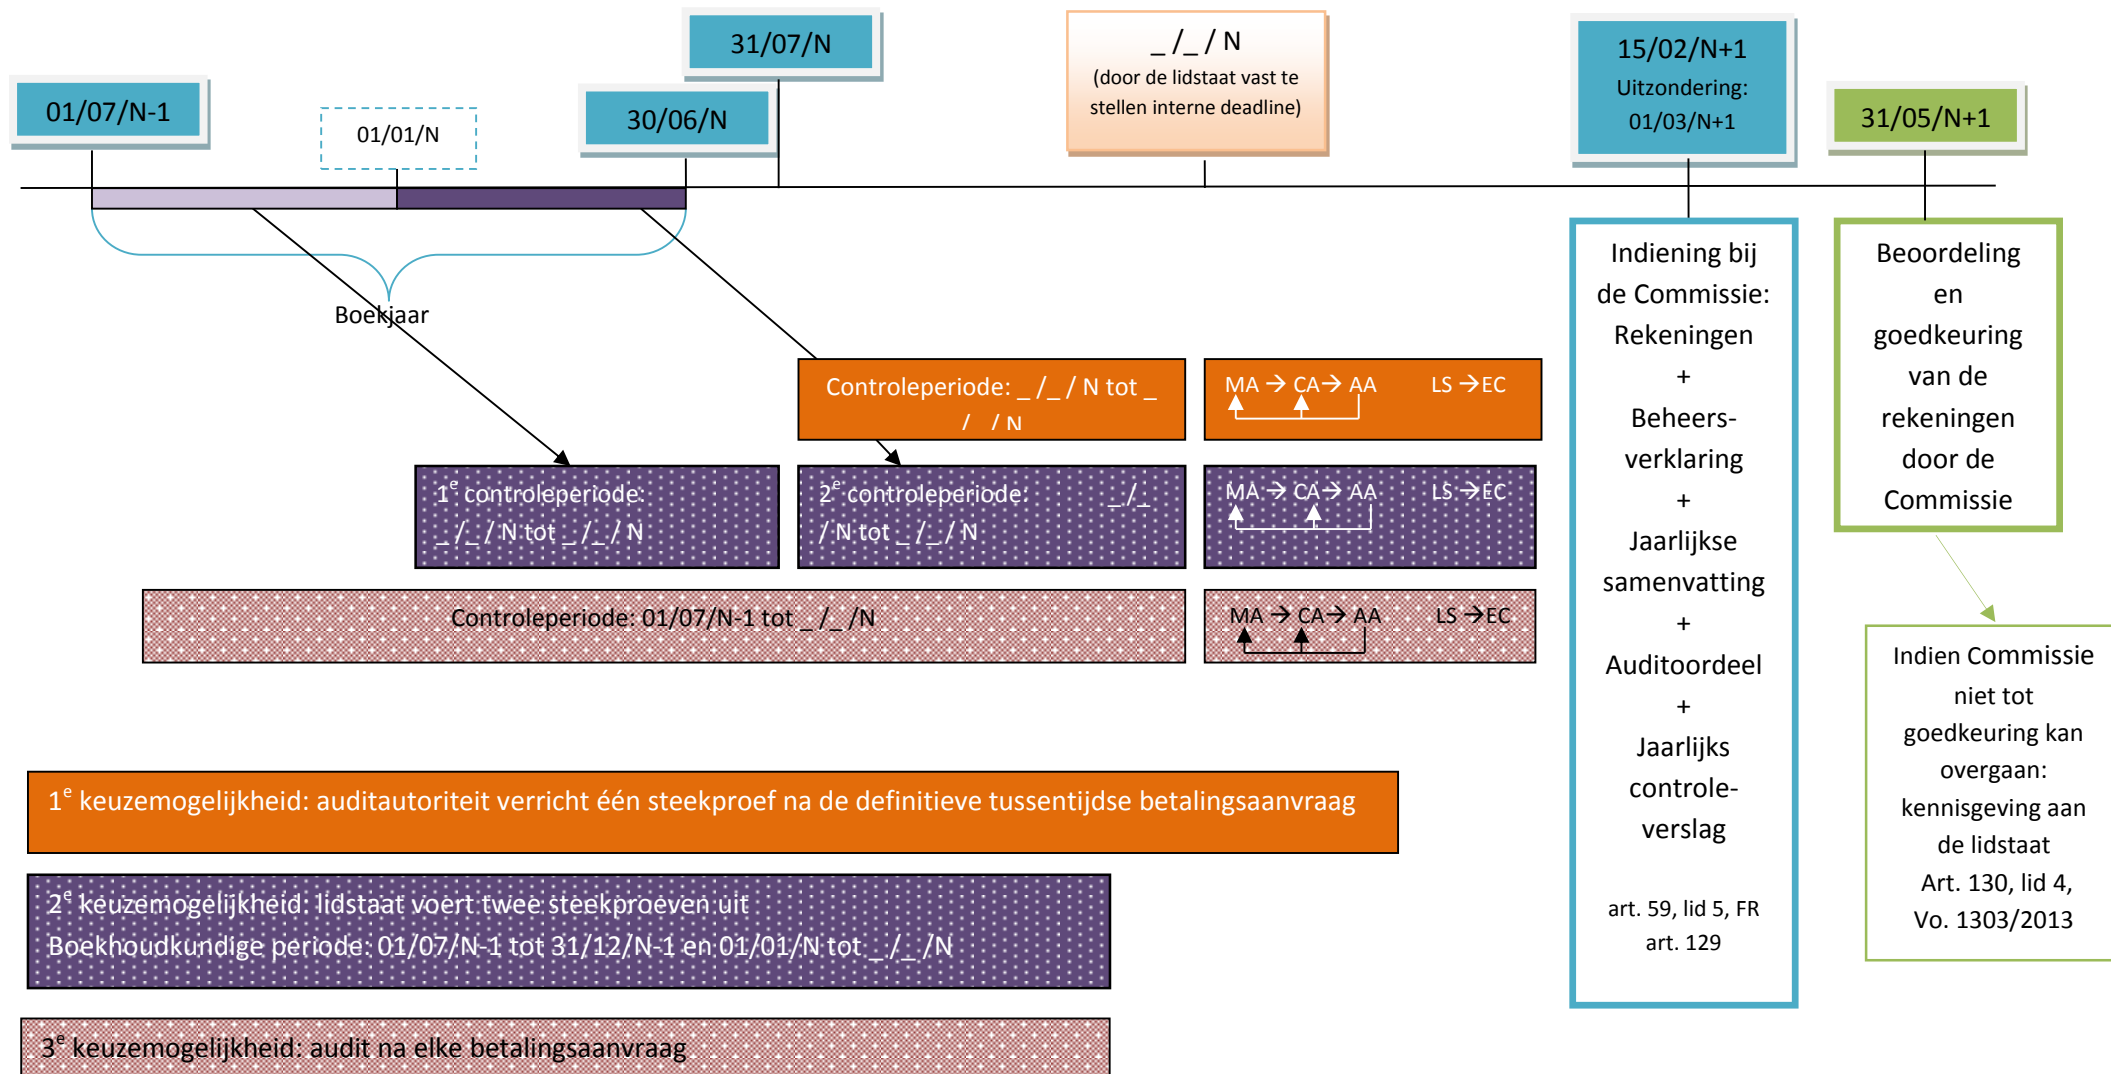 01/07/N-1
01/01/N
30/06/N
31/07/N
_ /_ / N
(door de lidstaat vast te
stellen interne deadline)
15/02/N+1
Uitzondering:
01/03/N+1
31/05/N+1
Boekjaar
Controleperiode: _ /_ / N tot _
/ _ / N
MA → CA → AA LS → EC
1e controleperiode:
_ /_ / N tot _ /_ / N
2e controleperiode: _ /_
/ N tot _ /_ / N
MA → CA → AA LS → EC
Controleperiode: 01/07/N-1 tot _ /_ /N
MA → CA → AA LS → EC
Indiening bij
de Commissie:
Rekeningen
+
Beheers-
verklaring
+
Jaarlijkse
samenvatting
+
Auditoordeel
+
Jaarlijks
controle-
verslag
art. 59, lid 5, FR
art. 129
Beoordeling
en
goedkeuring
van de
rekeningen
door de
Commissie
Indien Commissie
niet tot
goedkeuring kan
overgaan:
kennisgeving aan
de lidstaat
Art. 130, lid 4,
Vo. 1303/2013
1e keuzemogelijkheid: auditautoriteit verricht één steekproef na de definitieve tussentijdse betalingsaanvraag
2e keuzemogelijkheid: lidstaat voert twee steekproeven uit
Boekhoudkundige periode: 01/07/N-1 tot 31/12/N-1 en 01/01/N tot _ /_ /N
3e keuzemogelijkheid: audit na elke betalingsaanvraag